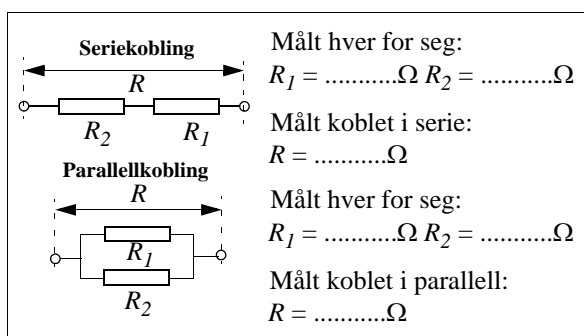 Seriekobling
R
R2 R1
Parallellkobling
R
R1
R2
Målt hver for seg:
R1 = ...........Ω R2 = ...........Ω
Målt koblet i serie:
R = ...........Ω
Målt hver for seg:
R1 = ...........Ω R2 = ...........Ω
Målt koblet i parallell:
R = ...........Ω